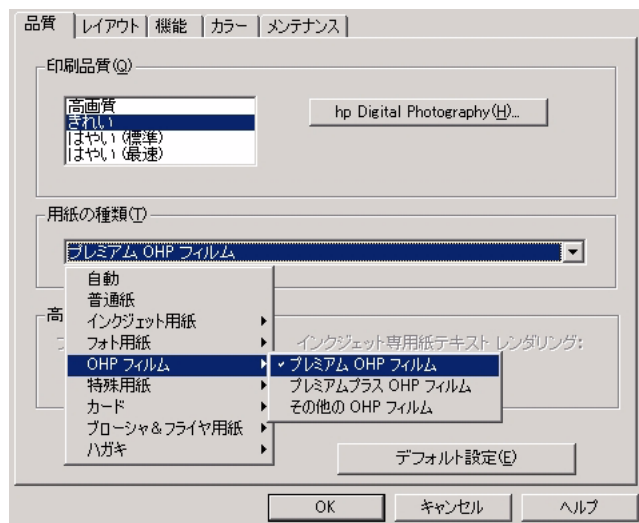 品質 レイアウト 機能 カラー メンテナンス
印刷品質(Q)
高画質
きれい
はやい (標準)
はやい (最速)
hp Digital Photography(H)...
用紙の種類(T)
プレミアム OHP フィルム
自動
普通紙
インクジェット用紙
フォト用紙
OHP フィルム
特殊用紙
カード
ブローシャ&フライヤ用紙
ハガキ
高
インクジェット専用紙テキスト レンダリング:
プレミアム OHP フィルム
プレミアムプラス OHP フィルム
その他の OHP フィルム
デフォルト設定(E)
OK キャンセル ヘルプ